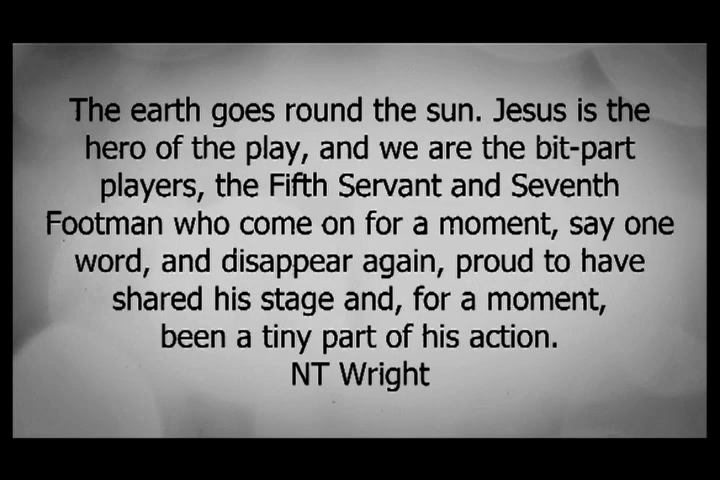 The earth goes round the sun. Jesus is the
hero of the play, and we are the bit-part
players, the Fifth Servant and Seventh
Footman who come on for a moment, say one
word, and disappear again, proud to have
shared his stage and, for a moment,
been a tiny part of his action.
NT Wright